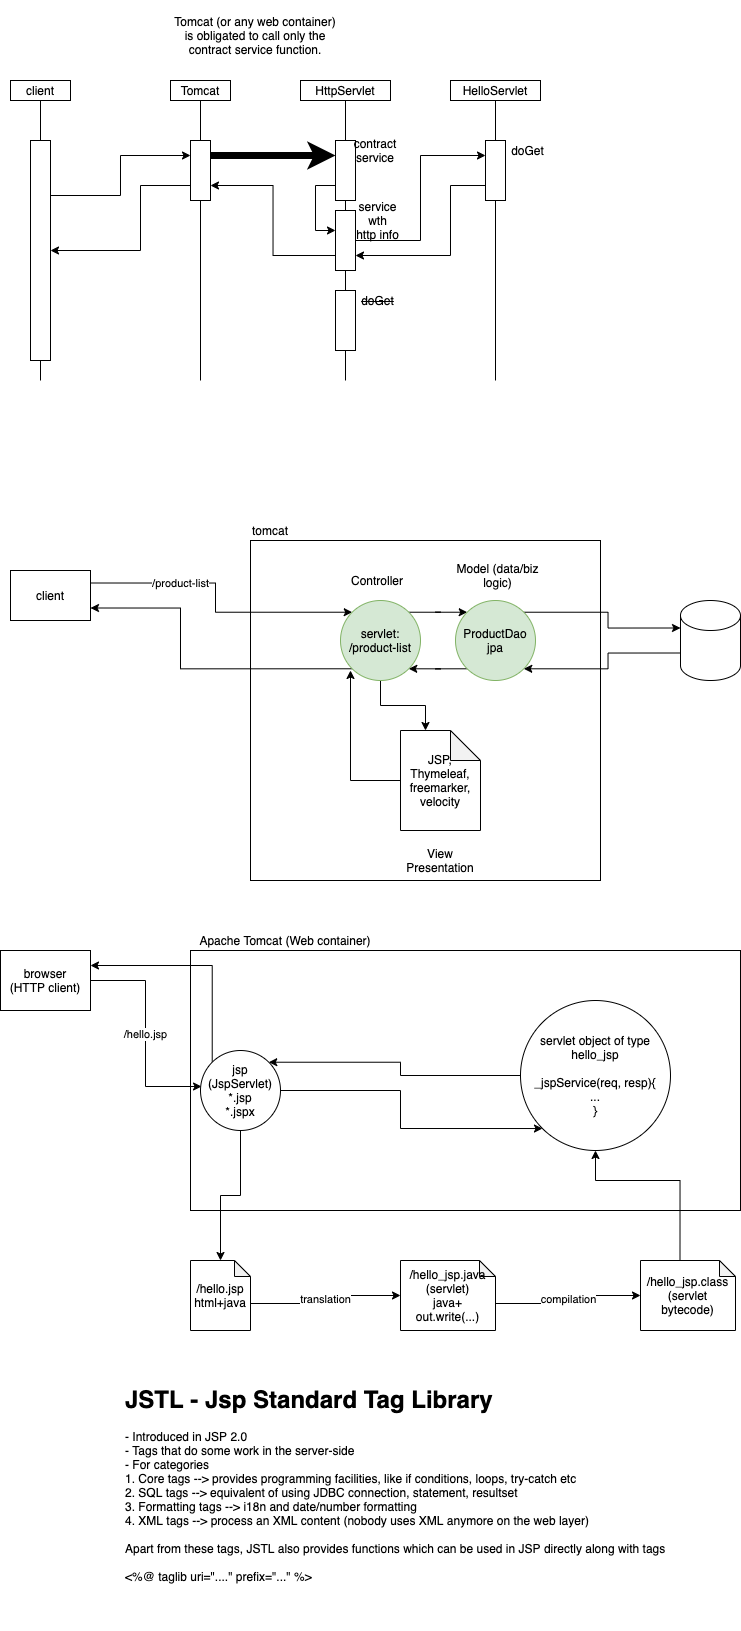 Tomcat (or any web container)
is obligated to call only the
contract service function.
client
Tomcat
HttpServlet
HelloServlet
contract
service
doGet
service
wth
http info
doGet
tomcat
client
/product-list
Controller
Model (data/biz
logic)
servlet:
/product-list
ProductDao
jpa
JSP,
Thymeleaf,
freemarker,
velocity
View
Presentation
Apache Tomcat (Web container)
browser
(HTTP client)
/hello.jsp
jsp
(JspServlet)
*.jsp
*.jspx
servlet object of type
hello_jsp
_jspService(req, resp){
...
}
/hello.jsp
html+java
translation
/hello_jsp.java
(servlet)
java+
out.write(...)
compilation
/hello_jsp.class
(servlet
bytecode)
JSTL - Jsp Standard Tag Library
- Introduced in JSP 2.0
- Tags that do some work in the server-side
- For categories
1. Core tags --> provides programming facilities, like if conditions, loops, try-catch etc
2. SQL tags --> equivalent of using JDBC connection, statement, resultset
3. Formatting tags --> i18n and date/number formatting
4. XML tags --> process an XML content (nobody uses XML anymore on the web layer)
Apart from these tags, JSTL also provides functions which can be used in JSP directly along with tags
<%@ taglib uri="...." prefix="..." %>